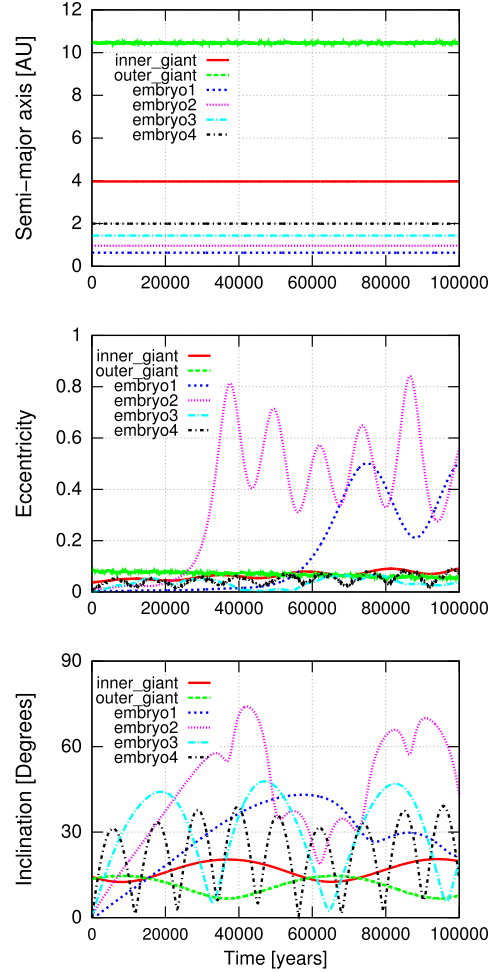 Semi−major axis [AU]
12
10
8
6
4
2
0
inner_giant
outer_giant
embryo1
embryo2
embryo3
embryo4
0 20000 40000 60000 80000 100000
Eccentricity
1
0.8
0.6
0.4
0.2
0
inner_giant
outer_giant
embryo1
embryo2
embryo3
embryo4
0 20000 40000 60000 80000 100000
Inclination [Degrees]
90
60
30
0
inner_giant
outer_giant
embryo1
embryo2
embryo3
embryo4
0 20000 40000 60000 80000 100000
Time [years]